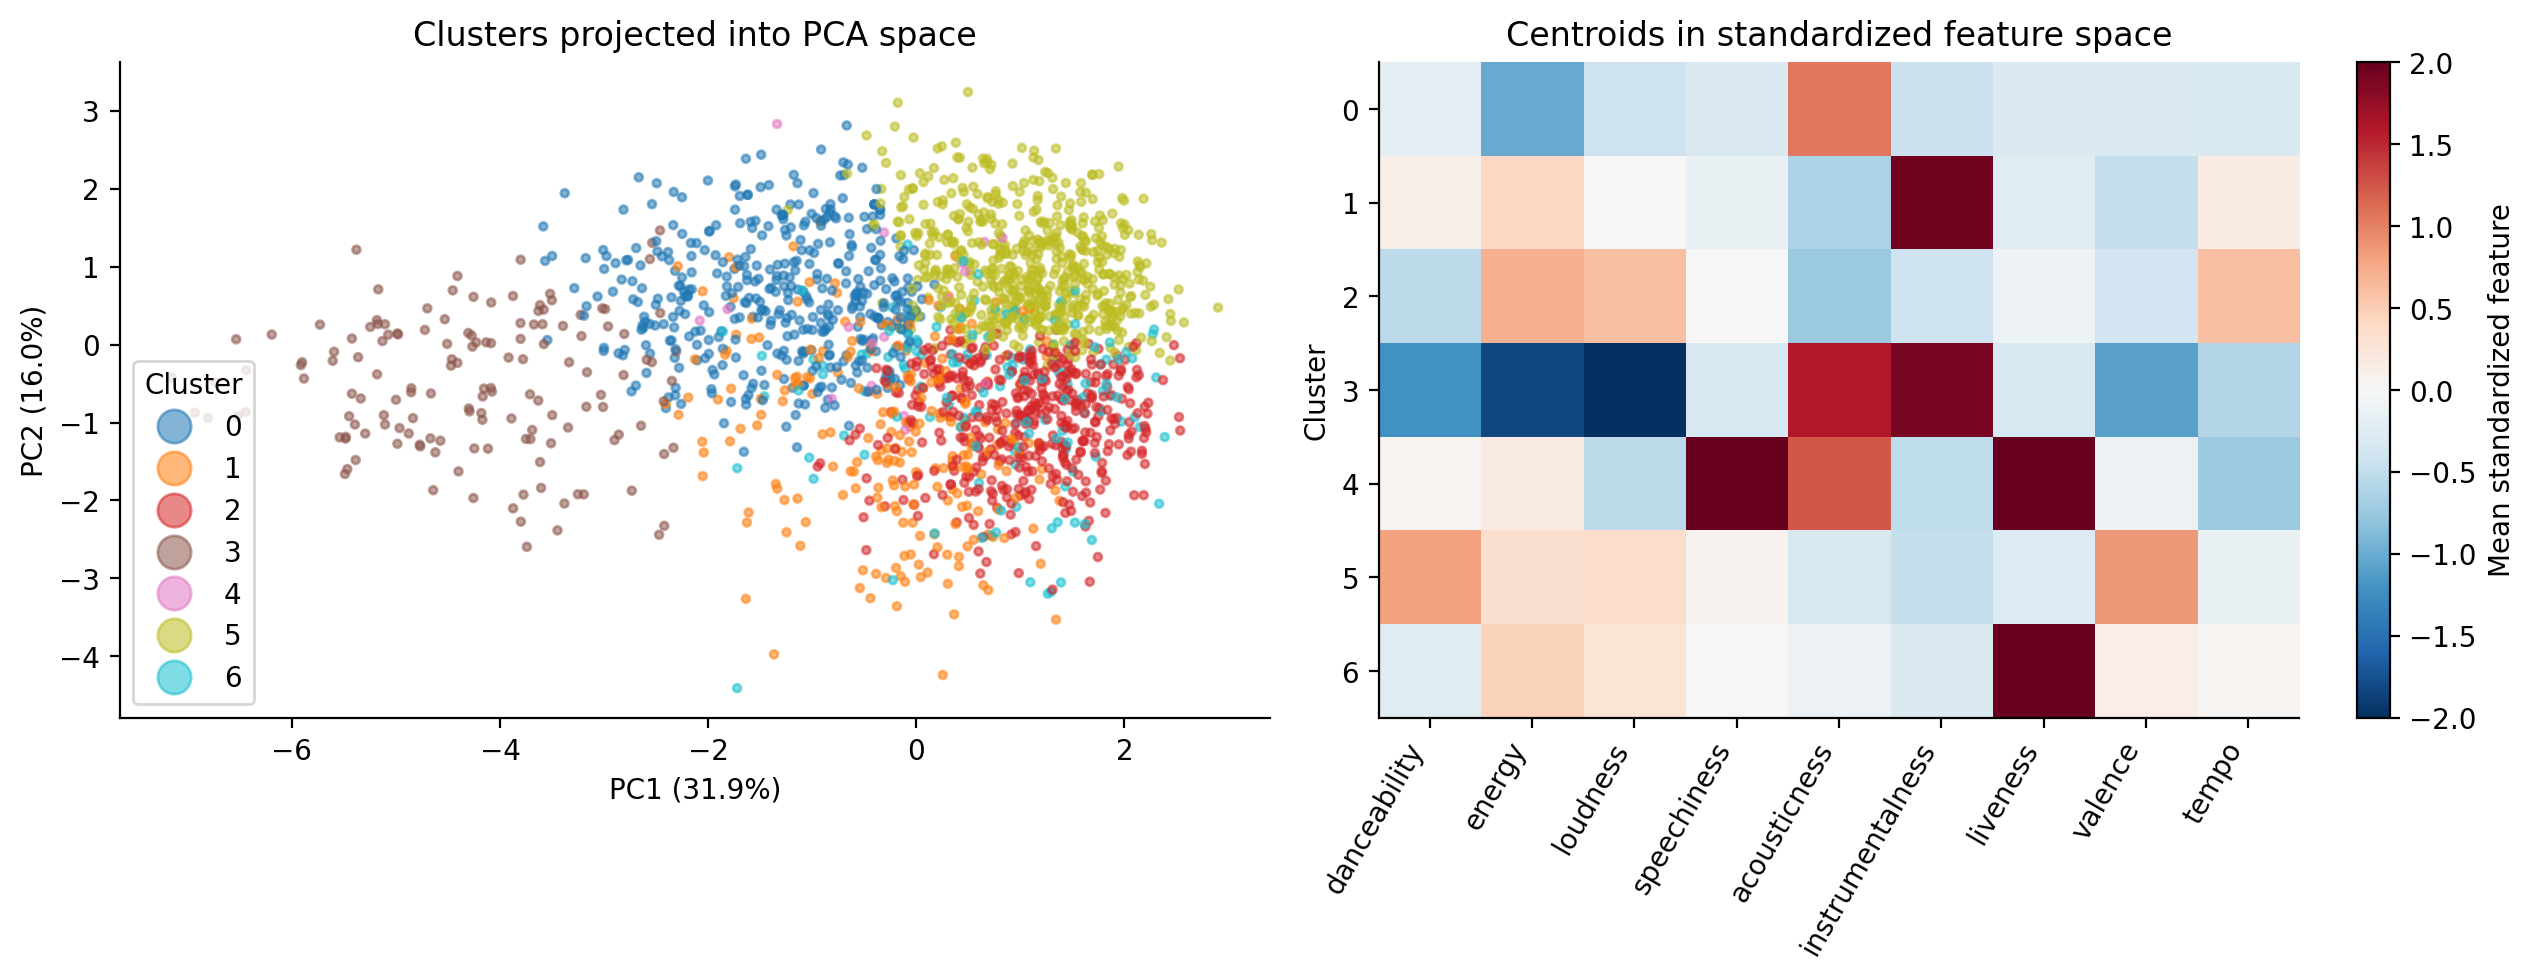 Clusters projected into PCA space
3
2
1
0
−1
−2
−3
−4
PC2 (16.0%)
Cluster
0
1
2
3
4
5
6
−6
−4
−2
0
2
PC1 (31.9%)
Centroids in standardized feature space
0
1
2
3
4
5
6
Cluster
danceability
energy
loudness
speechiness
acousticness
instrumentalness
liveness
valence
tempo
2.0
1.5
1.0
0.5
0.0
−0.5
−1.0
−1.5
−2.0
Mean standardized feature